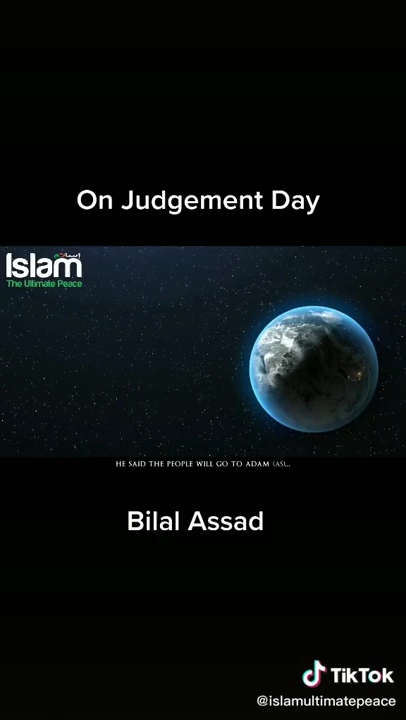 On Judgement Day
Islam
The Ultimate Peace
HE SAID THE PEOPLE WILL GO TO ADAM (AS)...
Bilal Assad
TikTok
@islamultimatepeace